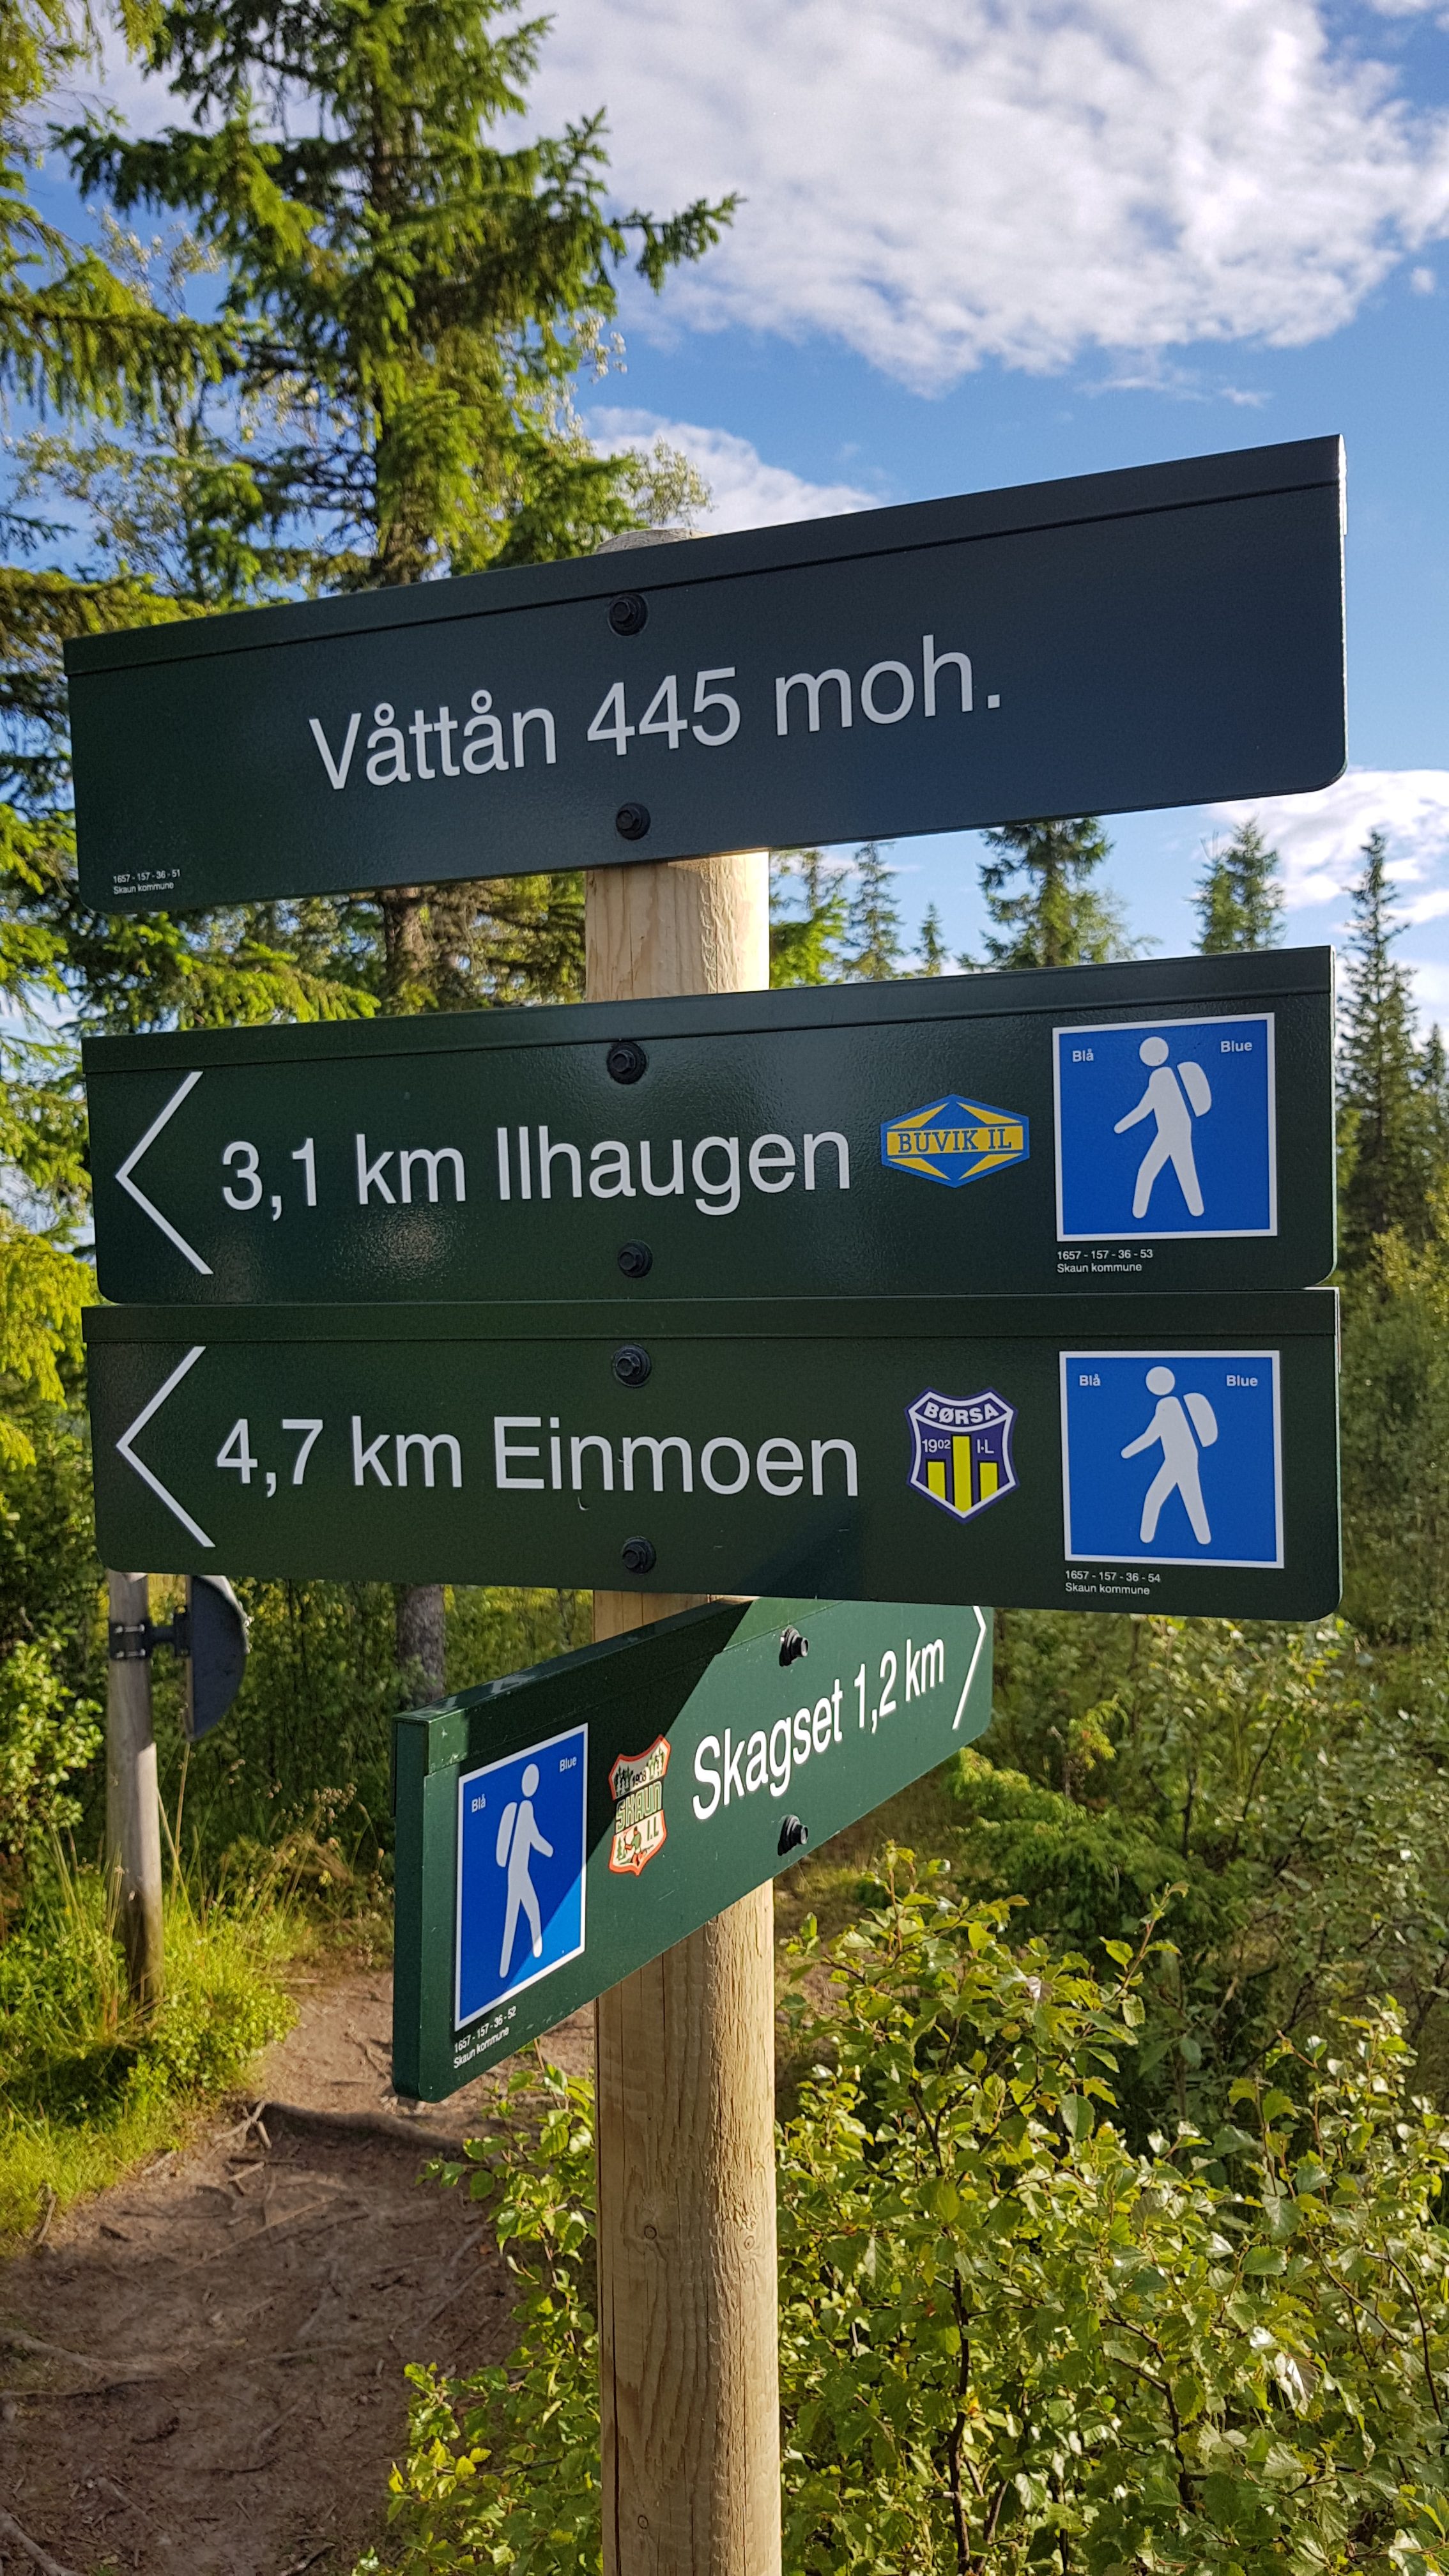 Våttån 445 moh.
1657 - 157 - 36 - 51
Skaun kommune
3,1 km Ilhaugen
BUVIK IL
Blå Blue
1657 - 157 - 36 - 53
Skaun kommune
4,7 km Einmoen
BØRSA
1902 I·L
Blå Blue
1657 - 157 - 36 - 54
Skaun kommune
Blå Blue
1908
SKAUN
I.L
Skagset 1,2 km
1657 - 157 - 36 - 52
Skaun kommune